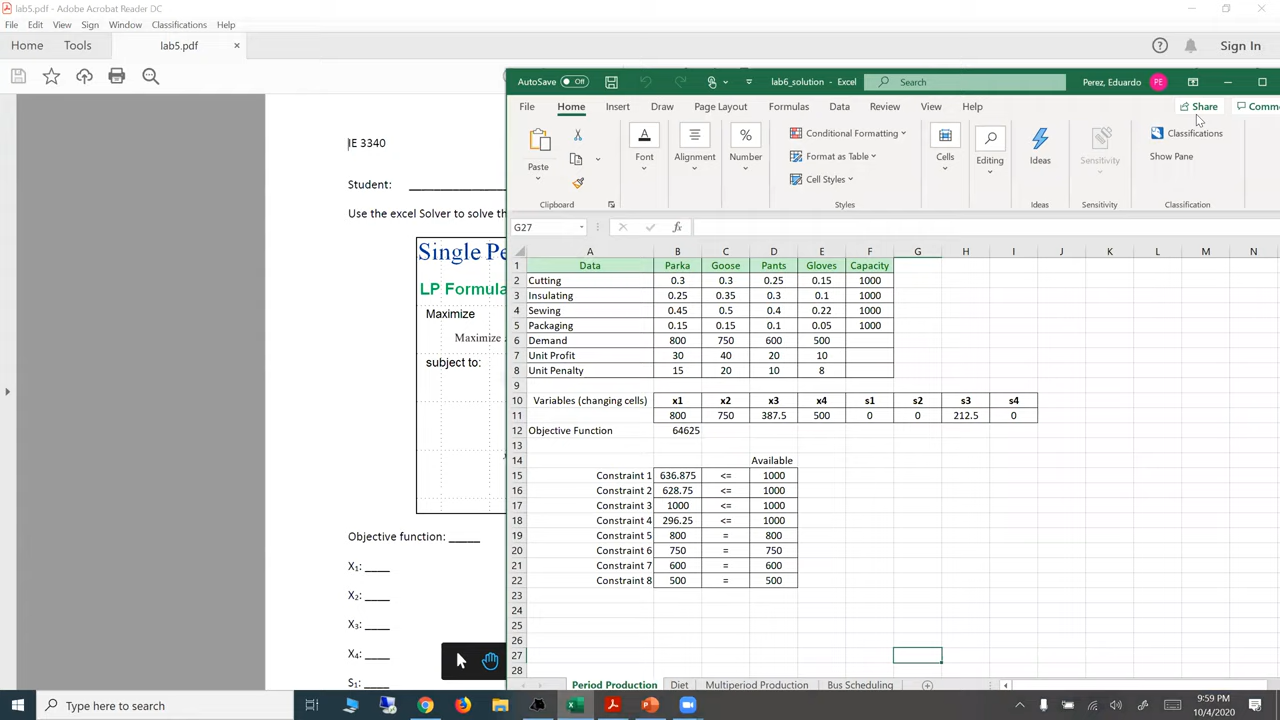 lab5.pdf - Adobe Acrobat Reader DC
File Edit View Sign Window Classifications Help
Home Tools lab5.pdf × Sign In
IE 3340
Student: ________________
Use the excel Solver to solve th
Single Pe
LP Formula
Maximize
Maximize
subject to:
Objective function: _____
X1: ____
X2: ____
X3: ____
X4: ____
S1: ____
AutoSave Off lab6_solution - Excel Search Perez, Eduardo PE
File Home Insert Draw Page Layout Formulas Data Review View Help Share Comm
Paste Font Alignment Number Conditional Formatting Format as Table Cell Styles Cells Editing Ideas Sensitivity Classifications Show Pane
Clipboard Styles Ideas Sensitivity Classification
G27 fx
A B C D E F G H I J K L M N
1 Data Parka Goose Pants Gloves Capacity
2 Cutting 0.3 0.3 0.25 0.15 1000
3 Insulating 0.25 0.35 0.3 0.1 1000
4 Sewing 0.45 0.5 0.4 0.22 1000
5 Packaging 0.15 0.15 0.1 0.05 1000
6 Demand 800 750 600 500
7 Unit Profit 30 40 20 10
8 Unit Penalty 15 20 10 8
9
10 Variables (changing cells) x1 x2 x3 x4 s1 s2 s3 s4
11 800 750 387.5 500 0 0 212.5 0
12 Objective Function 64625
13
14 Available
15 Constraint 1 636.875 <= 1000
16 Constraint 2 628.75 <= 1000
17 Constraint 3 1000 <= 1000
18 Constraint 4 296.25 <= 1000
19 Constraint 5 800 = 800
20 Constraint 6 750 = 750
21 Constraint 7 600 = 600
22 Constraint 8 500 = 500
23
24
25
26
27
28
Period Production Diet Multiperiod Production Bus Scheduling
Type here to search
9:59 PM
10/4/2020